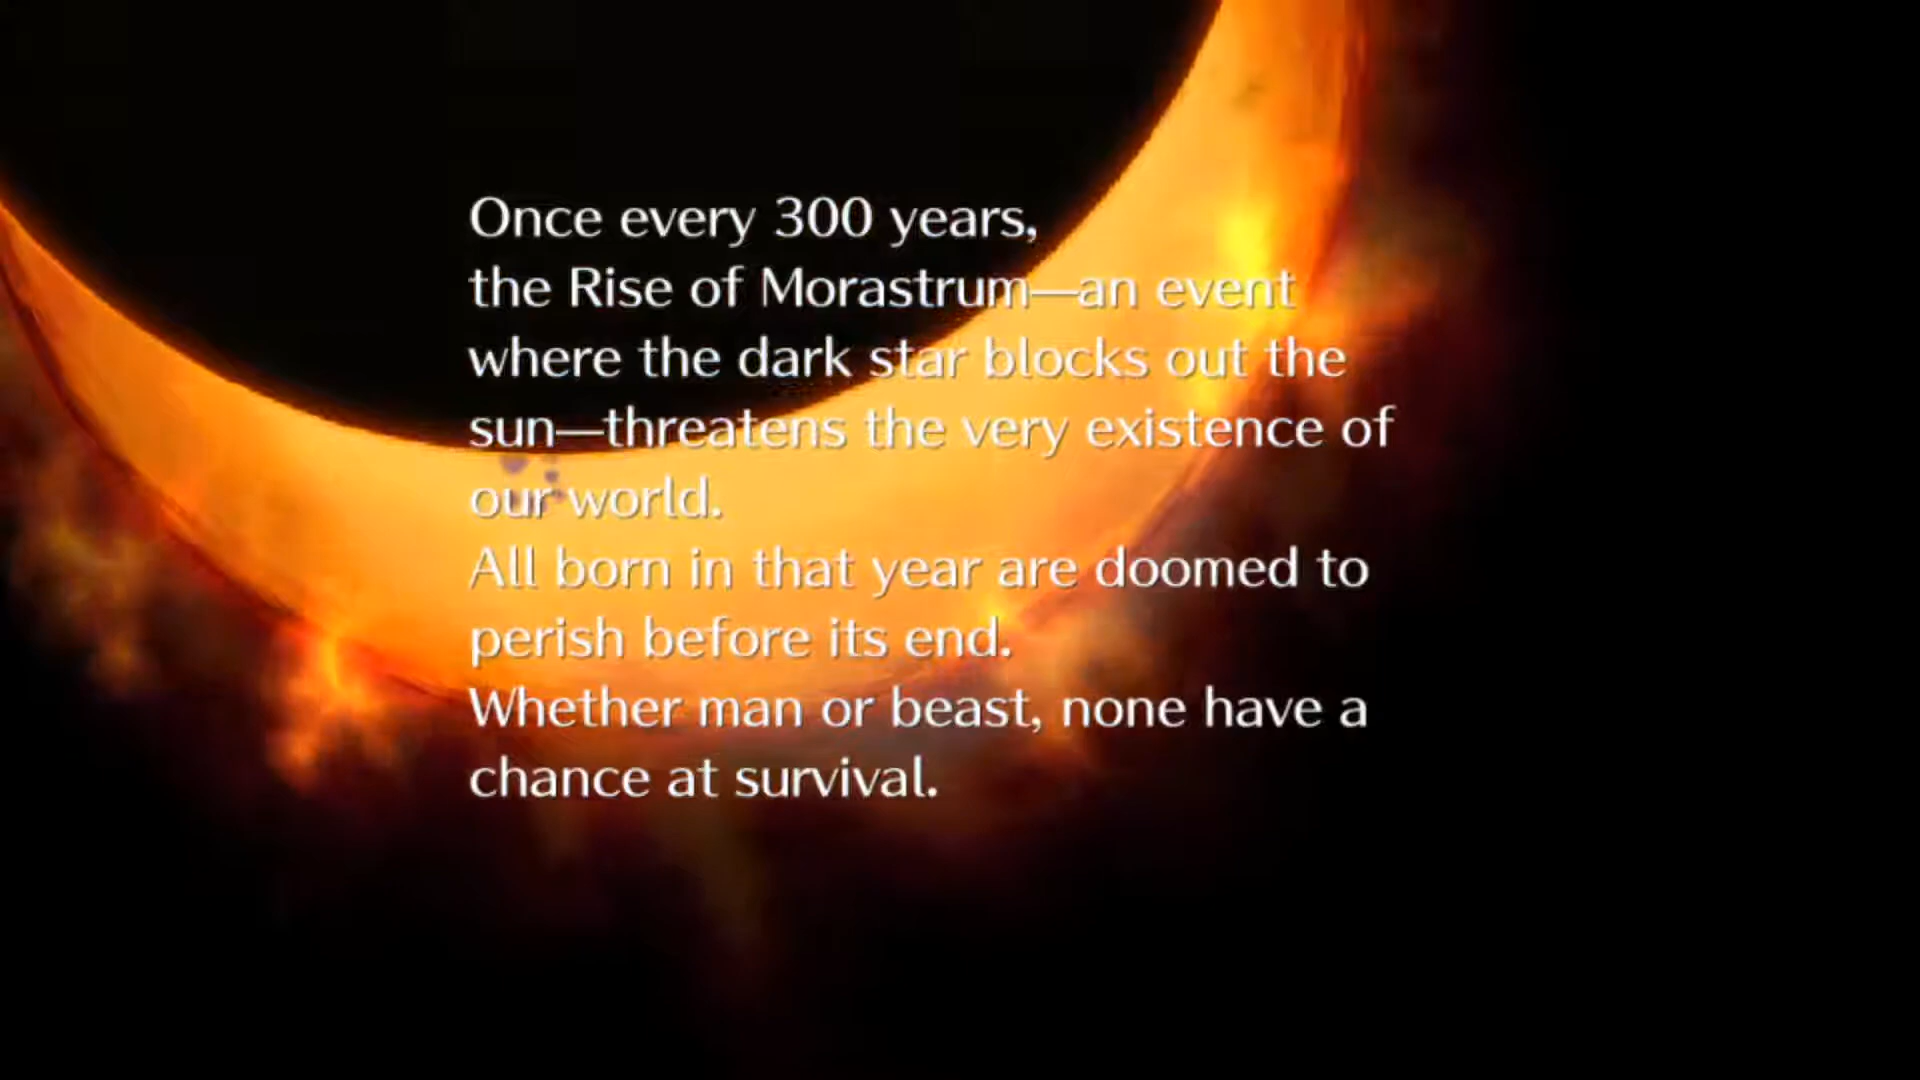 Once every 300 years,
the Rise of Morastrum—an event
where the dark star blocks out the
sun—threatens the very existence of
our world.
All born in that year are doomed to
perish before its end.
Whether man or beast, none have a
chance at survival.